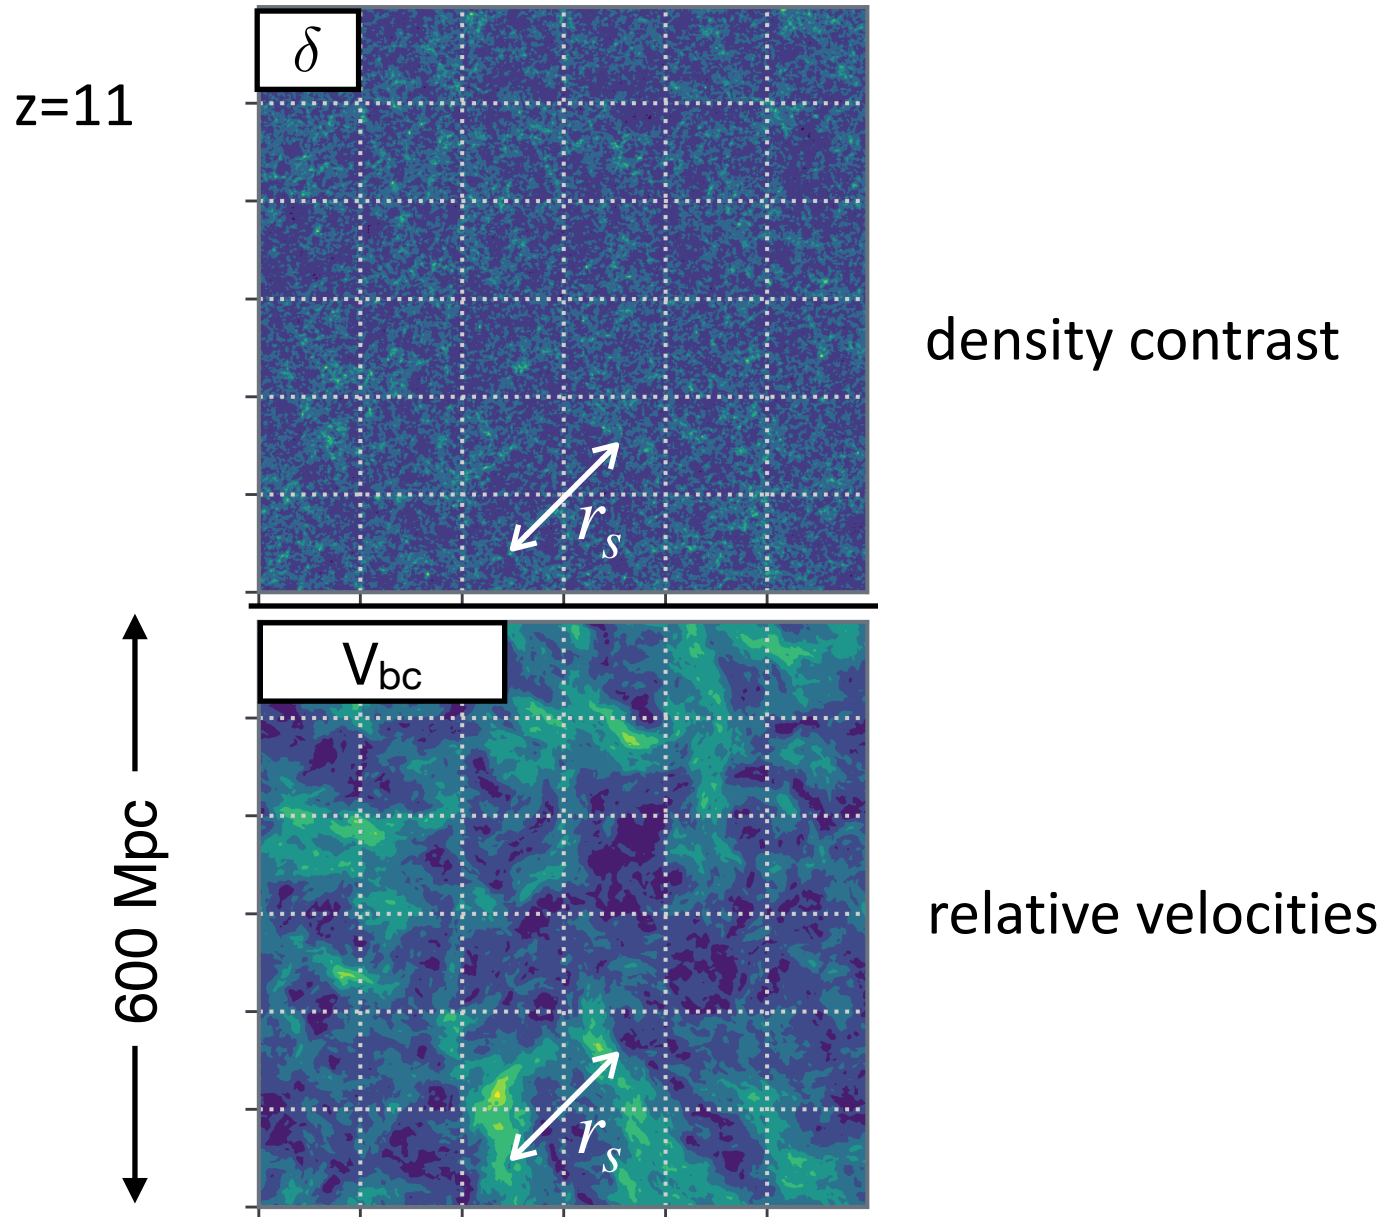 δ
z=11
density contrast
r_s
V_bc
600 Mpc
relative velocities
r_s